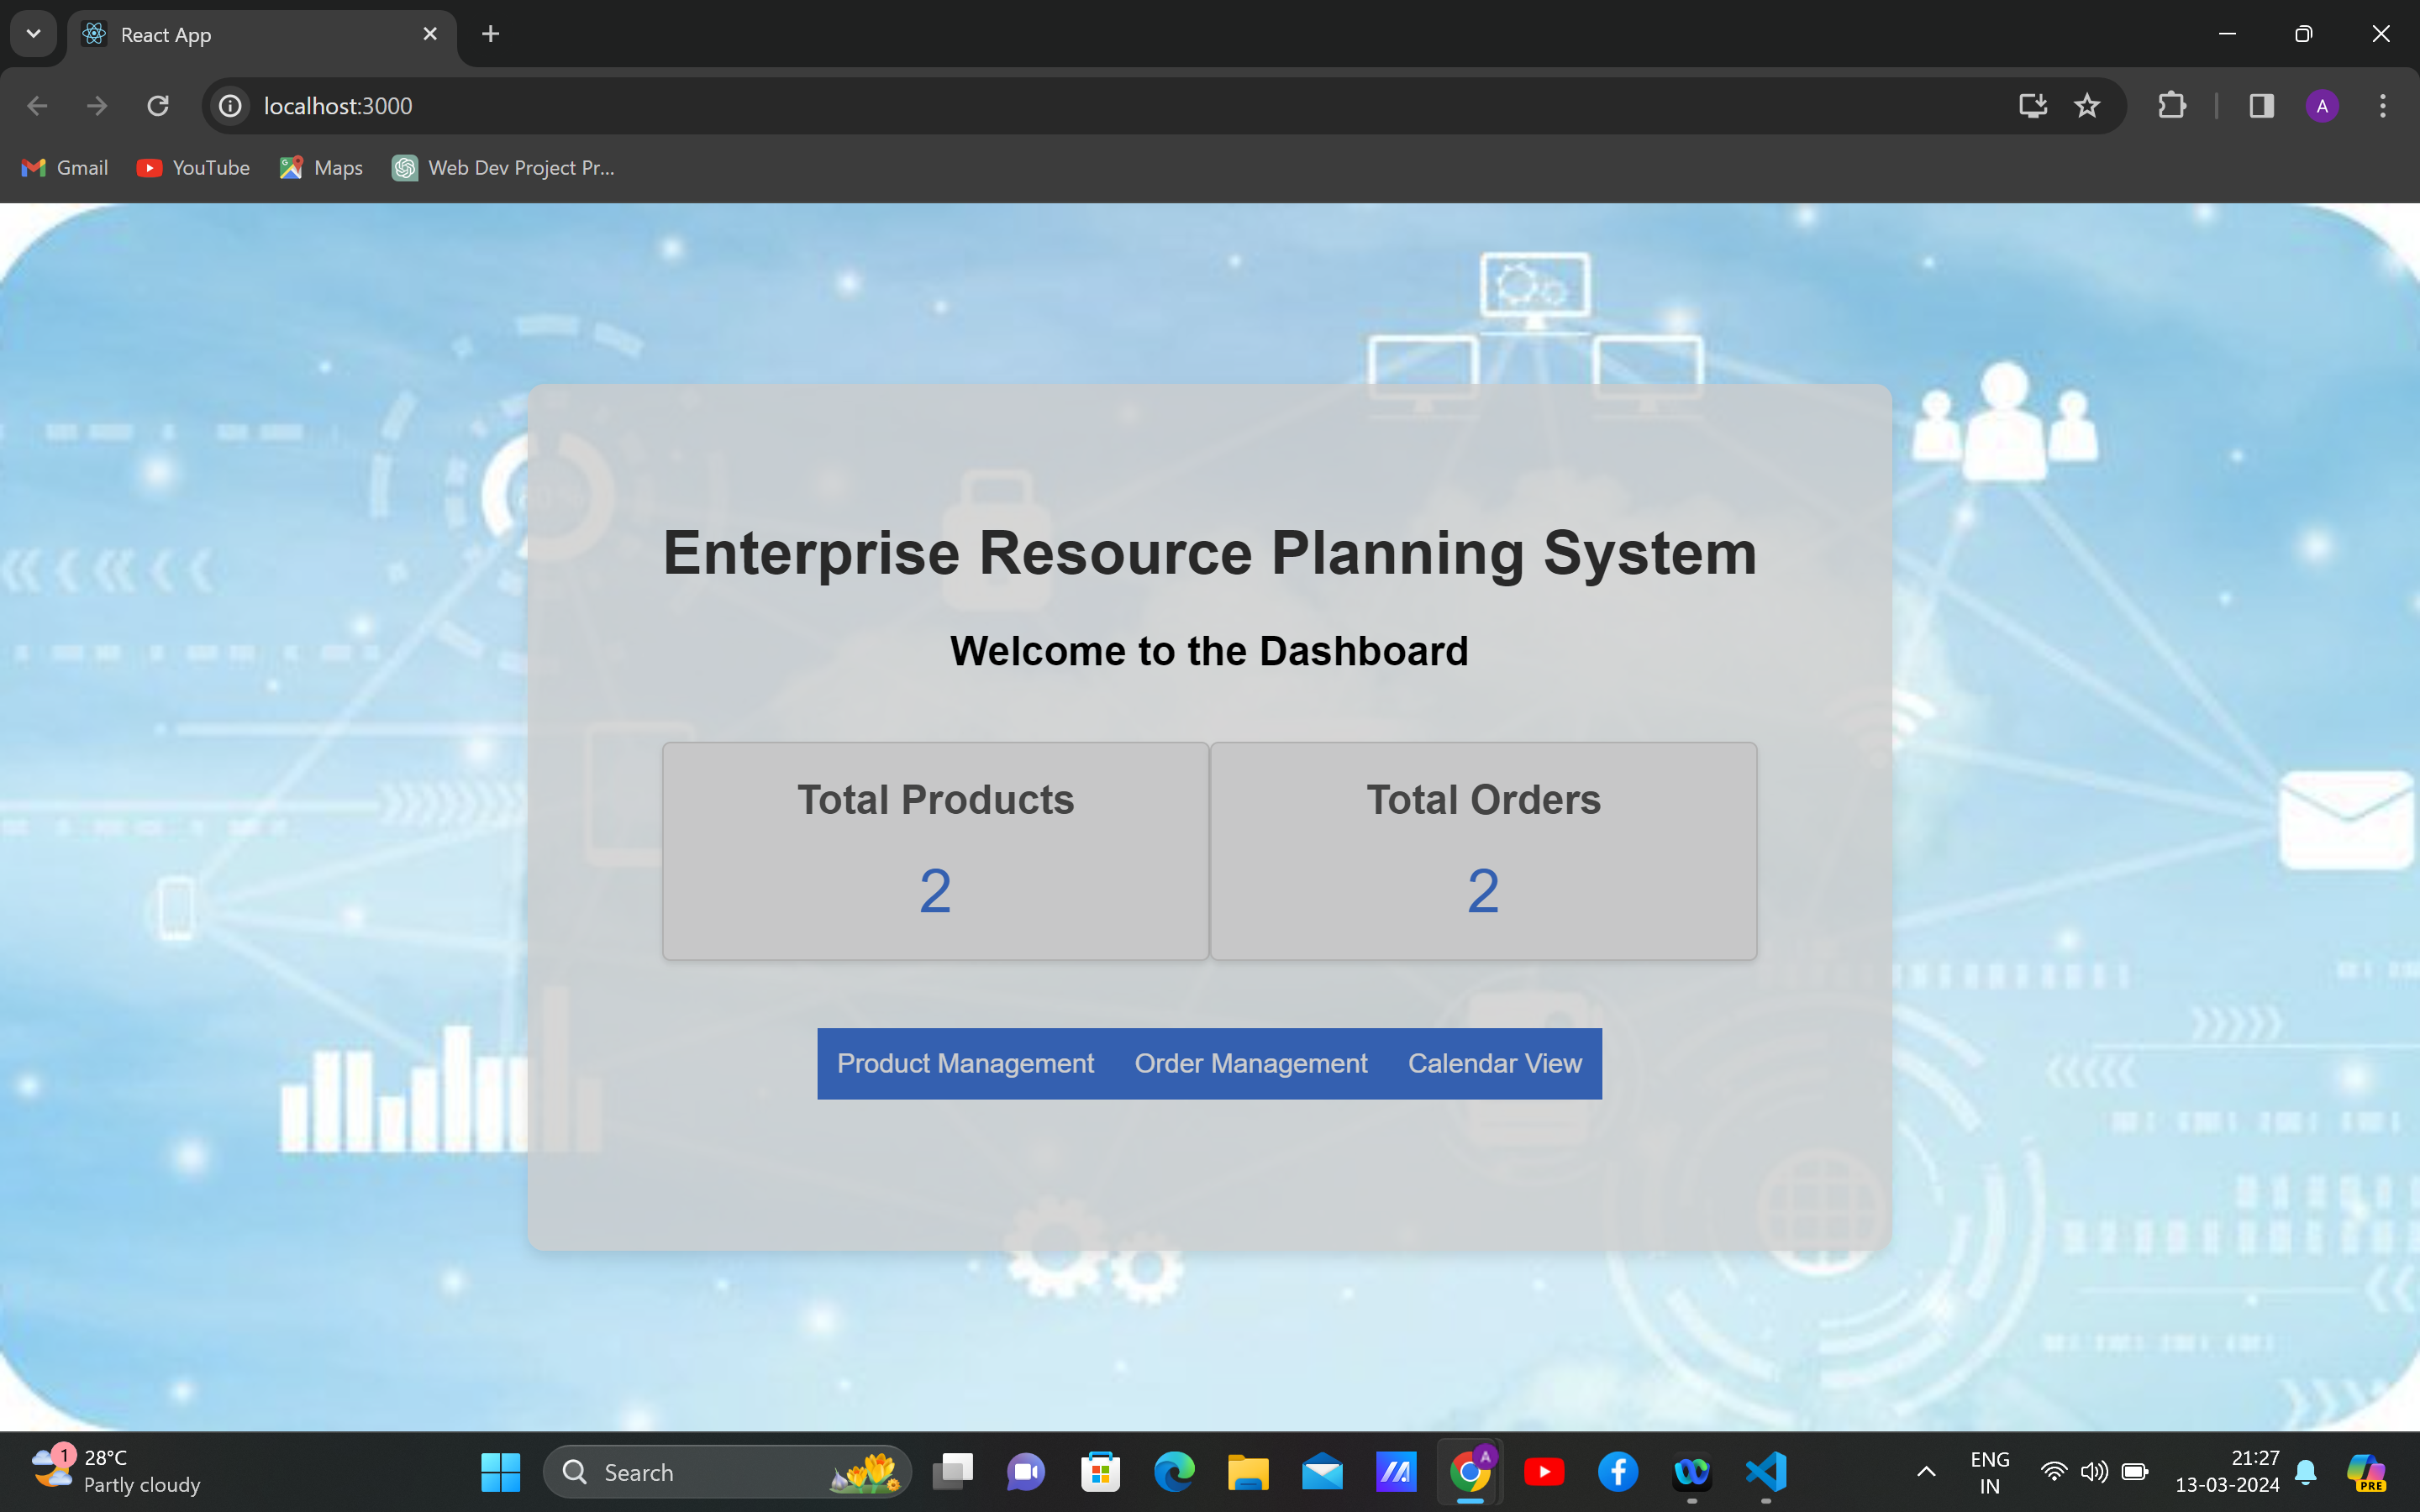 React App
localhost:3000
A
Gmail
YouTube
Maps
Web Dev Project Pr...
Enterprise Resource Planning System
Welcome to the Dashboard
Total Products
Total Orders
2
2
Product Management
Order Management
Calendar View
1
28°C
Partly cloudy
Search
A
ENG
IN
21:27
13-03-2024
PRE